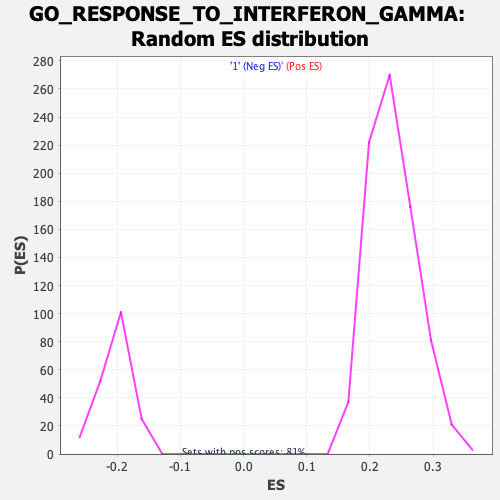 GO_RESPONSE_TO_INTERFERON_GAMMA:
Random ES distribution
'1' (Neg ES)' (Pos ES)
280
260
240
220
200
180
160
140
120
100
80
60
40
20
0
P(ES)
Sets with pos scores: 81%
-0.2 -0.1 0.0 0.1 0.2 0.3
ES